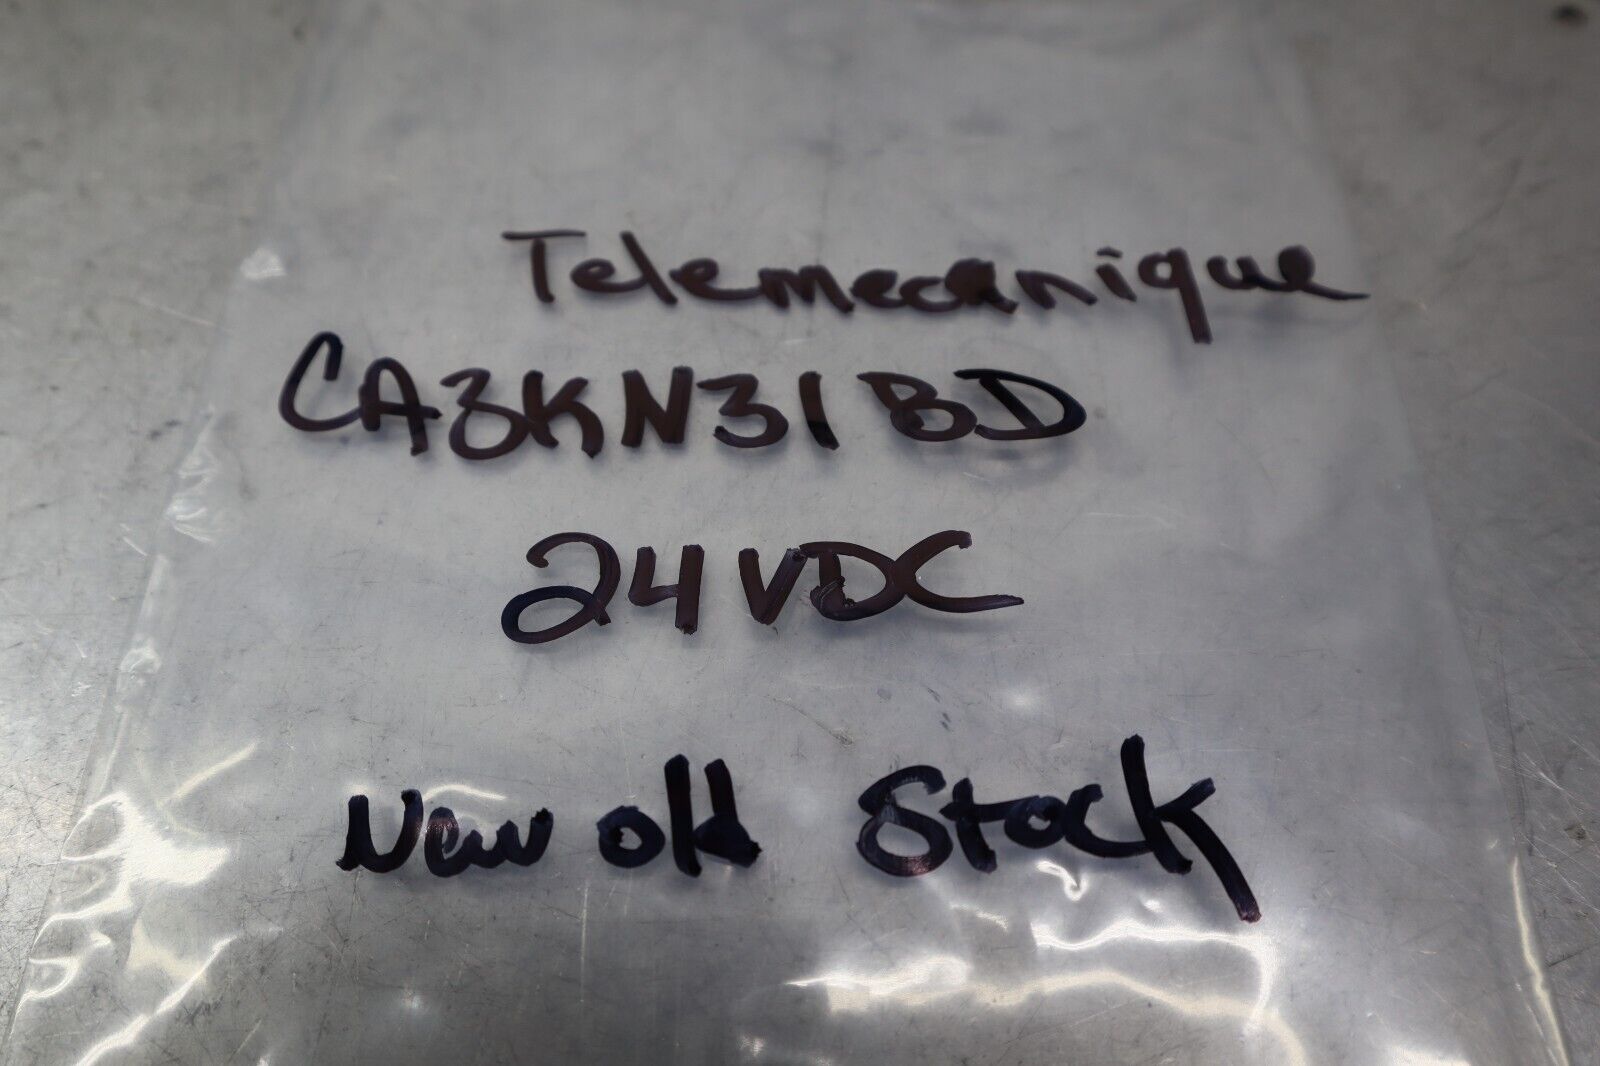 Telemecanique
CA3KN31BD
24VDC
New old Stock